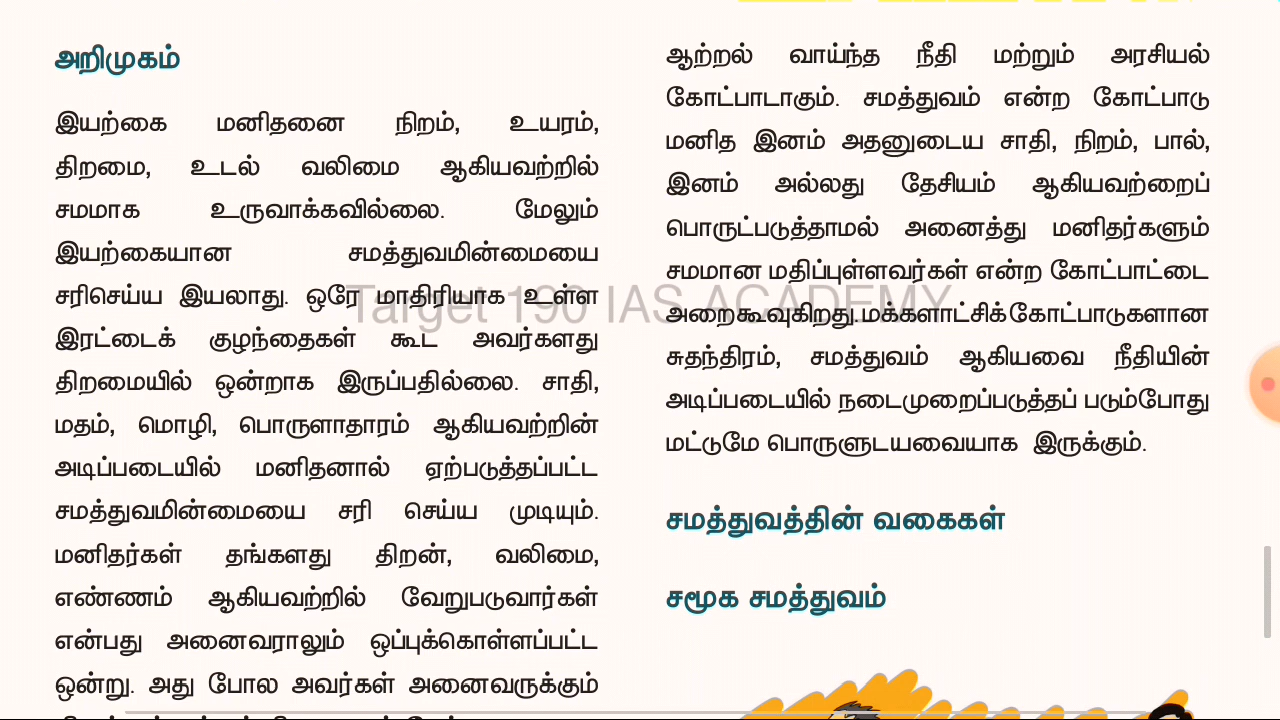 அறிமுகம்
இயற்கை மனிதனை நிறம், உயரம்,
திறமை, உடல் வலிமை ஆகியவற்றில்
சமமாக உருவாக்கவில்லை. மேலும்
இயற்கையான சமத்துவமின்மையை
சரிசெய்ய இயலாது. ஒரே மாதிரியாக உள்ள
இரட்டைக் குழந்தைகள் கூட அவர்களது
திறமையில் ஒன்றாக இருப்பதில்லை. சாதி,
மதம், மொழி, பொருளாதாரம் ஆகியவற்றின்
அடிப்படையில் மனிதனால் ஏற்படுத்தப்பட்ட
சமத்துவமின்மையை சரி செய்ய முடியும்.
மனிதர்கள் தங்களது திறன், வலிமை,
எண்ணம் ஆகியவற்றில் வேறுபடுவார்கள்
என்பது அனைவராலும் ஒப்புக்கொள்ளப்பட்ட
ஒன்று. அது போல அவர்கள் அனைவருக்கும்
ஆற்றல் வாய்ந்த நீதி மற்றும் அரசியல்
கோட்பாடாகும். சமத்துவம் என்ற கோட்பாடு
மனித இனம் அதனுடைய சாதி, நிறம், பால்,
இனம் அல்லது தேசியம் ஆகியவற்றைப்
பொருட்படுத்தாமல் அனைத்து மனிதர்களும்
சமமான மதிப்புள்ளவர்கள் என்ற கோட்பாட்டை
அறைகூவுகிறது.மக்களாட்சிக்கோட்பாடுகளான
சுதந்திரம், சமத்துவம் ஆகியவை நீதியின்
அடிப்படையில் நடைமுறைப்படுத்தப் படும்போது
மட்டுமே பொருளுடயவையாக இருக்கும்.
சமத்துவத்தின் வகைகள்
சமூக சமத்துவம்
Target 190 IAS ACADEMY